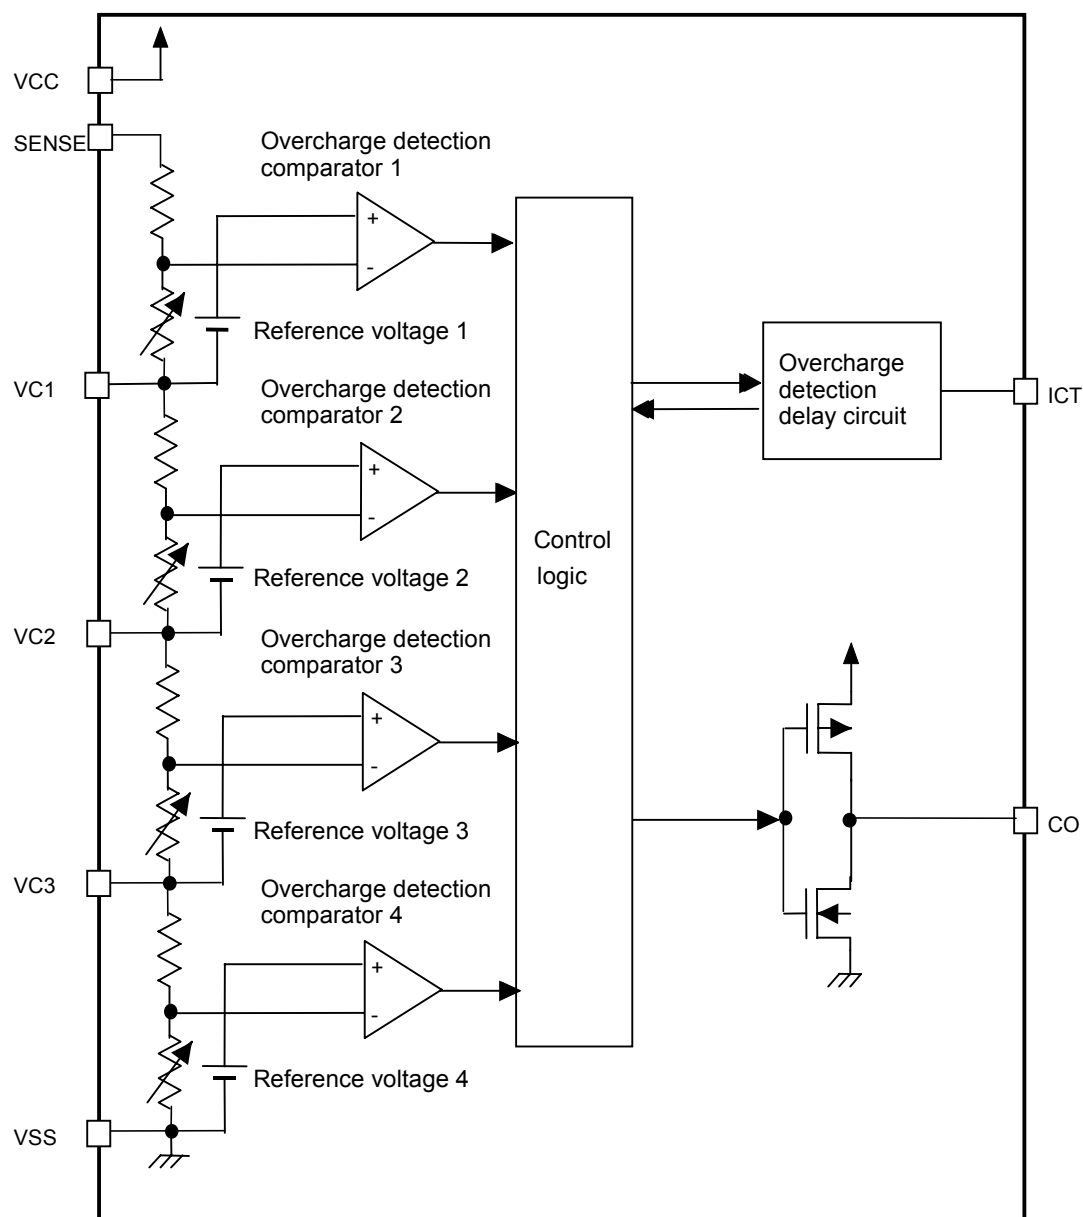 VCC
SENSE
Overcharge detection
comparator 1
+
-
Reference voltage 1
VC1
Overcharge detection
comparator 2
+
-
Reference voltage 2
VC2
Overcharge detection
comparator 3
+
-
Reference voltage 3
VC3
Overcharge detection
comparator 4
+
-
Reference voltage 4
VSS
Control
logic
Overcharge
detection
delay circuit
ICT
CO